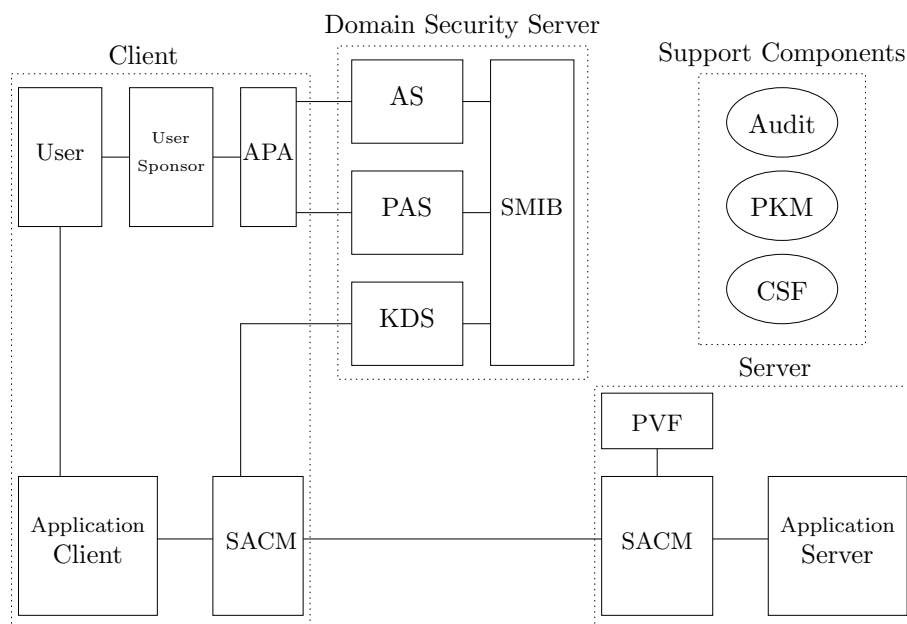 Domain Security Server
Client
Support Components
AS
Audit
User
User
Sponsor
APA
PAS
SMIB
PKM
KDS
CSF
Server
PVF
Application
Client
SACM
SACM
Application
Server